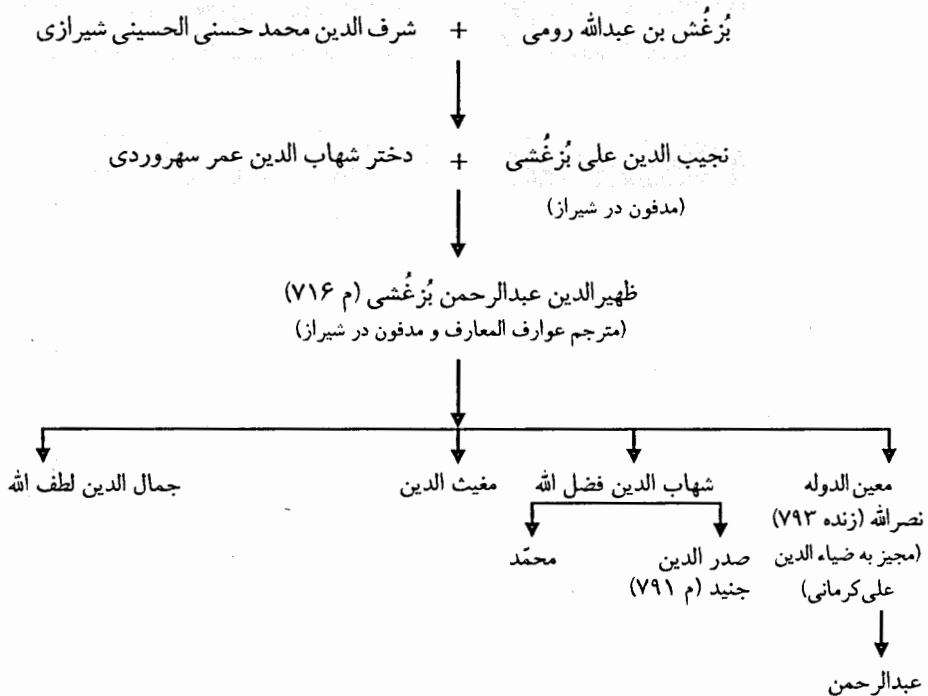 بُزغُش بن عبدالله رومی + شرف الدین محمد حسنی الحسینی شیرازی
نجیب الدین علی بُزغُشی + دختر شهاب الدین عمر سهروردی
(مدفون در شیراز)
ظهیرالدین عبدالرحمن بُزغُشی (م ۷۱۶)
(مترجم عوارف المعارف و مدفون در شیراز)
معین الدوله
نصرالله (زنده ۷۹۳)
(مجیز به ضیاء الدین
علی کرمانی)
عبدالرحمن
شهاب الدین فضل الله
صدر الدین
جنید (م ۷۹۱)
محمّد
مغیث الدین
جمال الدین لطف الله